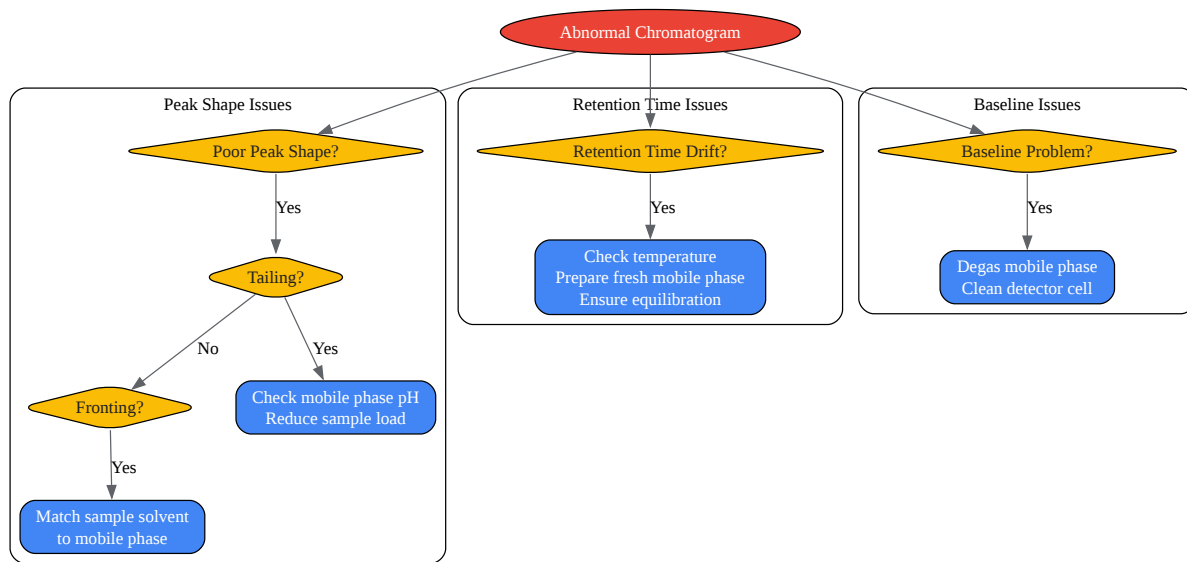 Abnormal Chromatogram
Peak Shape Issues
Poor Peak Shape?
Yes
Tailing?
No
Yes
Fronting?
Check mobile phase pH
Reduce sample load
Yes
Match sample solvent
to mobile phase
Retention Time Issues
Retention Time Drift?
Yes
Check temperature
Prepare fresh mobile phase
Ensure equilibration
Baseline Issues
Baseline Problem?
Yes
Degas mobile phase
Clean detector cell